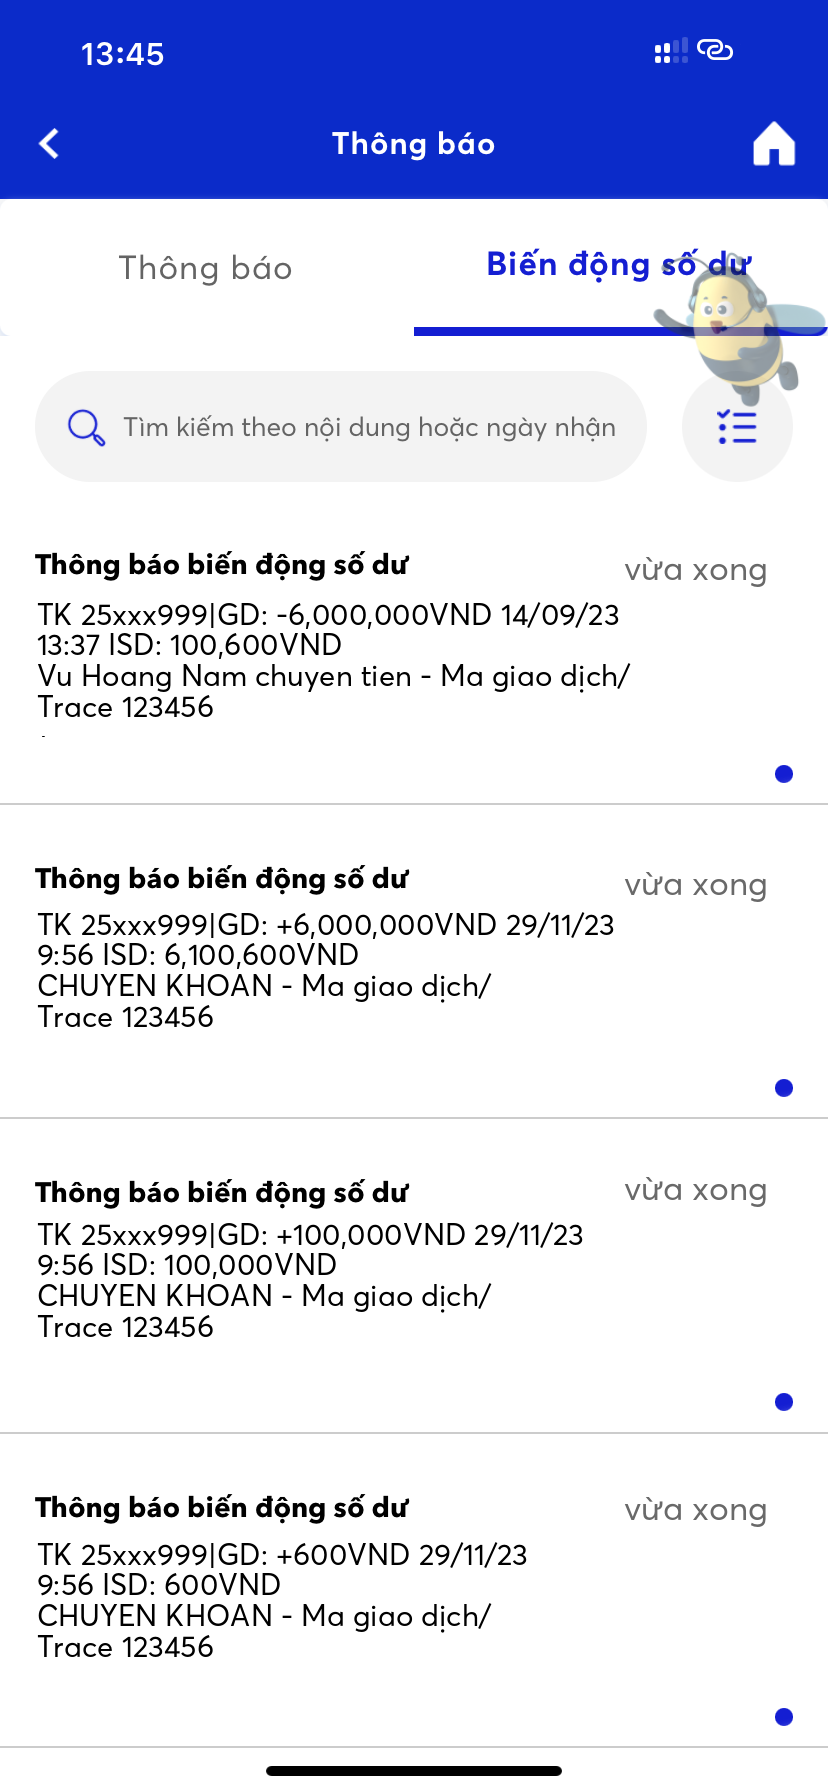 13:45
Thông báo
Thông báo
Biến động số dư
Tìm kiếm theo nội dung hoặc ngày nhận
Thông báo biến động số dư
vừa xong
TK 25xxx999|GD: -6,000,000VND 14/09/23
13:37 ISD: 100,600VND
Vu Hoang Nam chuyen tien - Ma giao dịch/
Trace 123456
Thông báo biến động số dư
vừa xong
TK 25xxx999|GD: +6,000,000VND 29/11/23
9:56 ISD: 6,100,600VND
CHUYEN KHOAN - Ma giao dịch/
Trace 123456
Thông báo biến động số dư
vừa xong
TK 25xxx999|GD: +100,000VND 29/11/23
9:56 ISD: 100,000VND
CHUYEN KHOAN - Ma giao dịch/
Trace 123456
Thông báo biến động số dư
vừa xong
TK 25xxx999|GD: +600VND 29/11/23
9:56 ISD: 600VND
CHUYEN KHOAN - Ma giao dịch/
Trace 123456